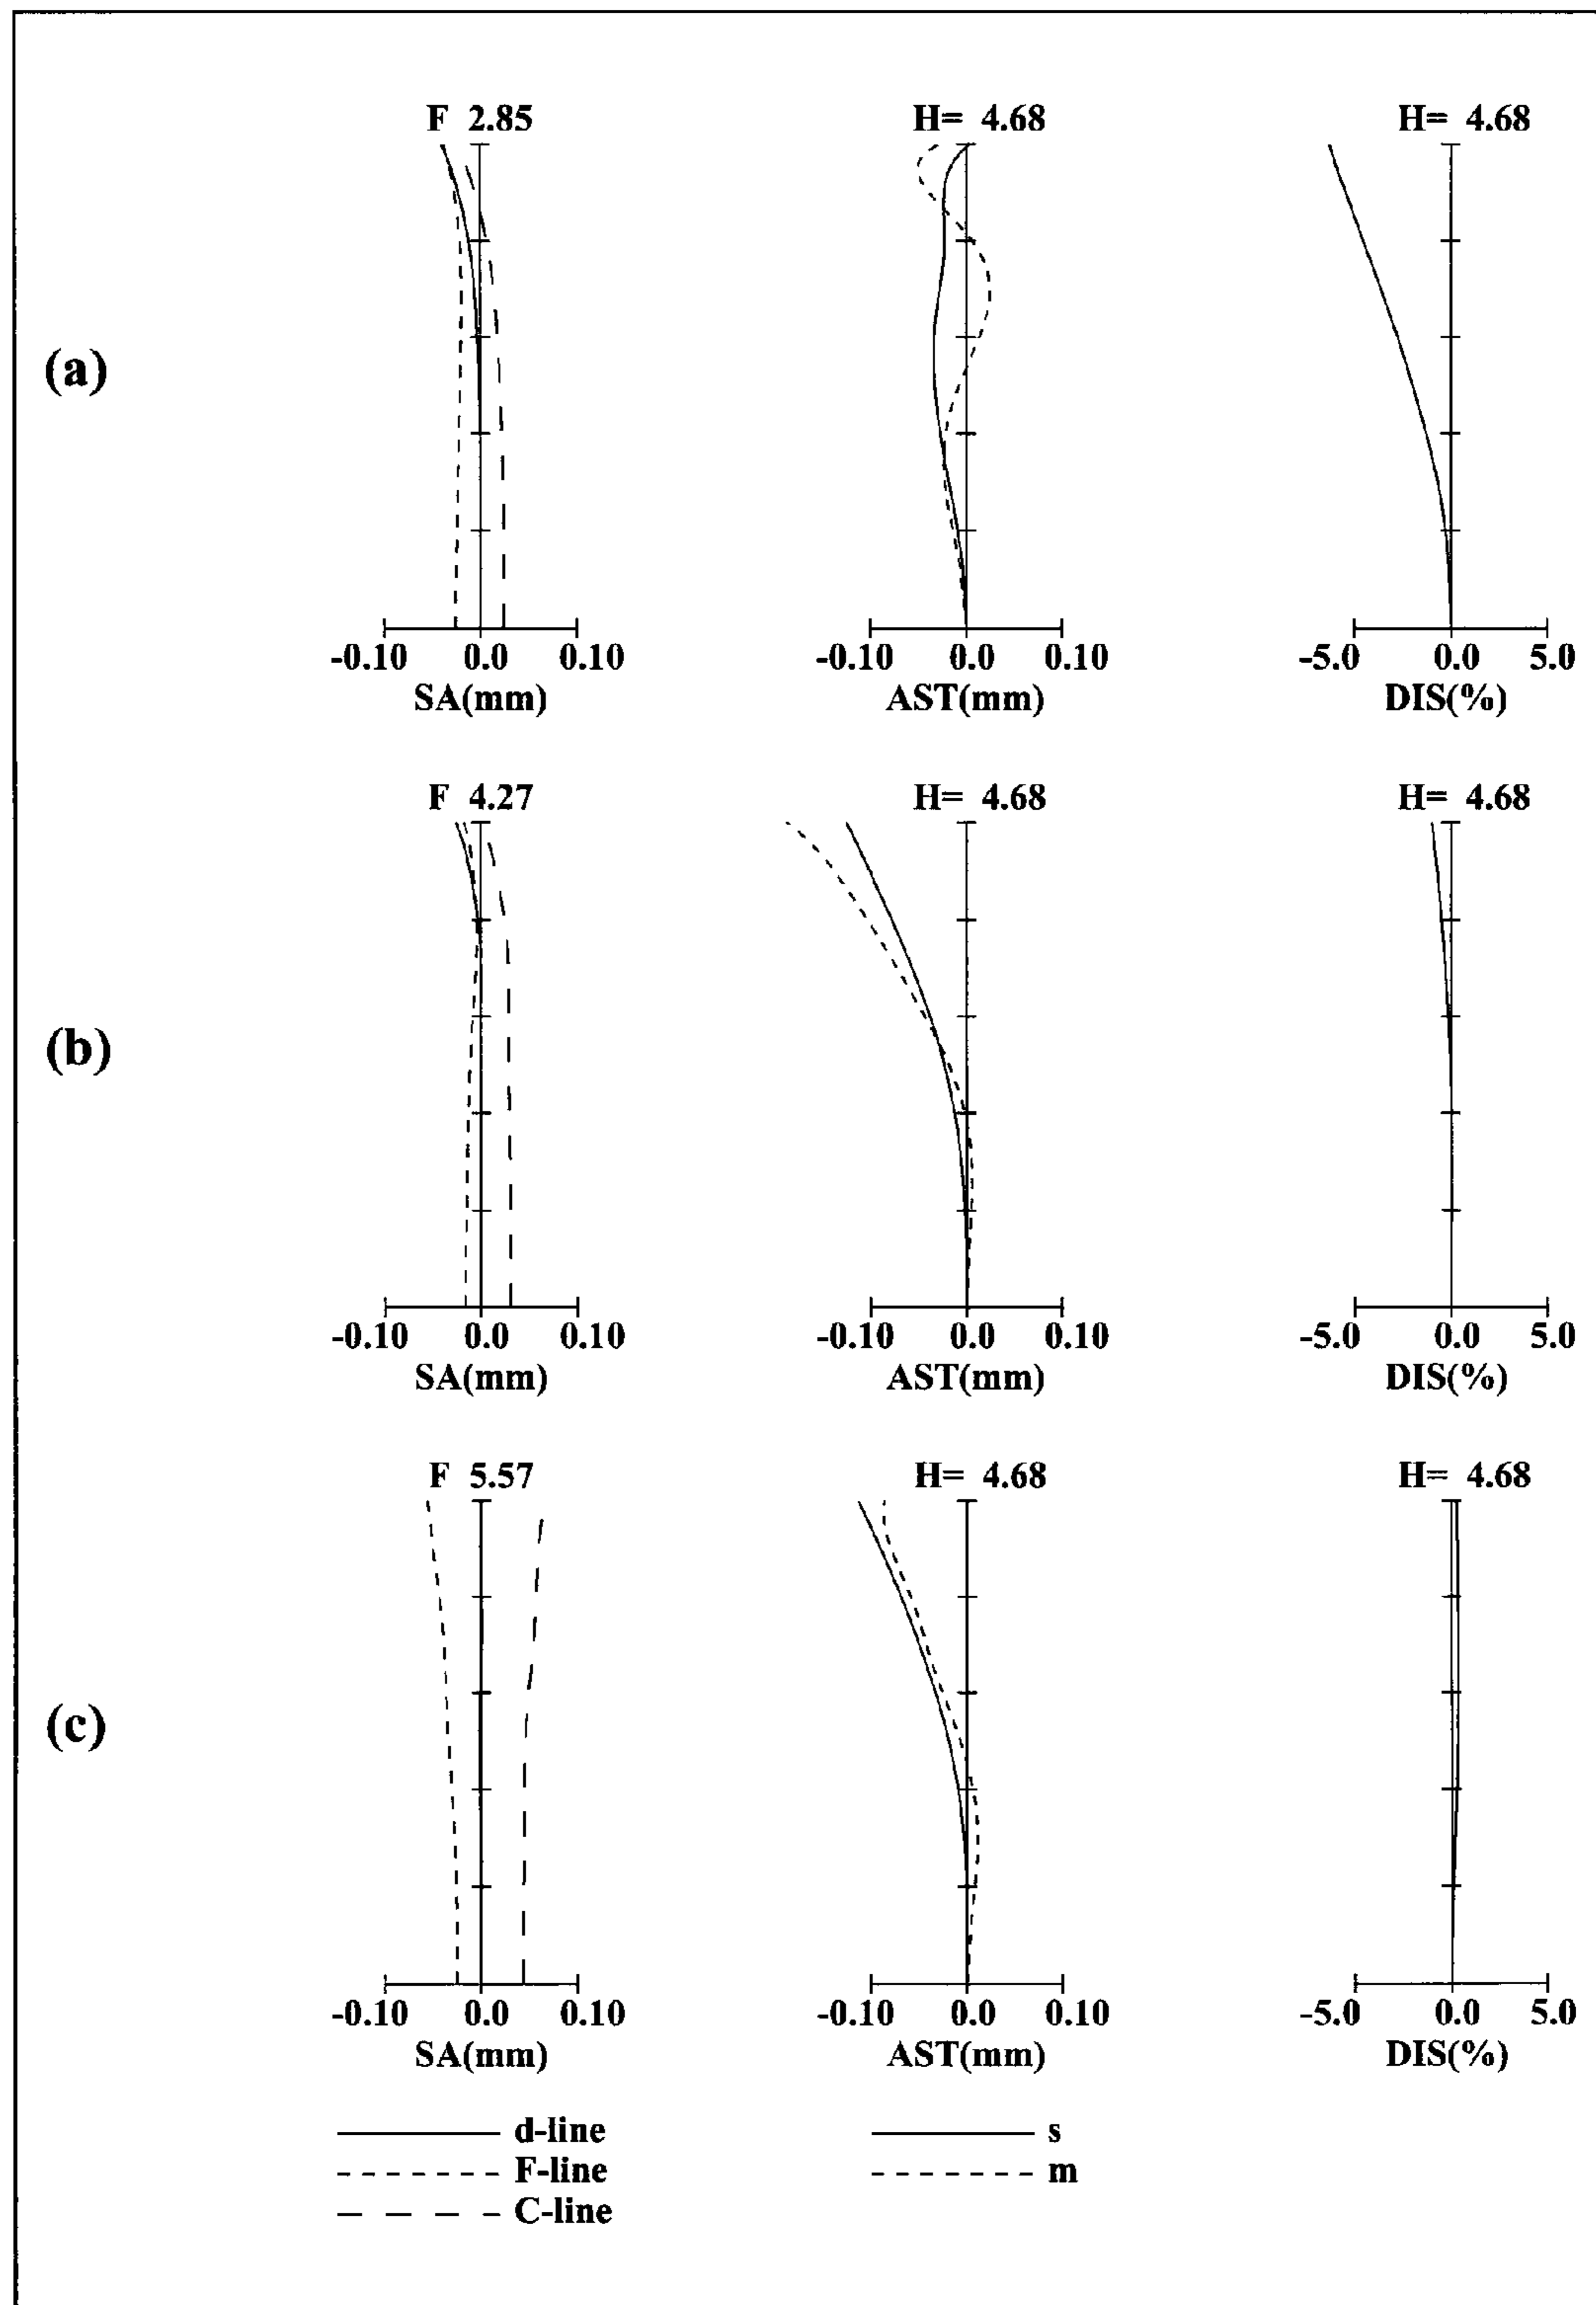 F 2.85
H= 4.68
H= 4.68
(a)
-0.10 0.0 0.10
SA(mm)
-0.10 0.0 0.10
AST(mm)
-5.0 0.0 5.0
DIS(%)
F 4.27
H= 4.68
H= 4.68
(b)
-0.10 0.0 0.10
SA(mm)
-0.10 0.0 0.10
AST(mm)
-5.0 0.0 5.0
DIS(%)
F 5.57
H= 4.68
H= 4.68
(c)
-0.10 0.0 0.10
SA(mm)
-0.10 0.0 0.10
AST(mm)
-5.0 0.0 5.0
DIS(%)
d-line
F-line
C-line
s
m